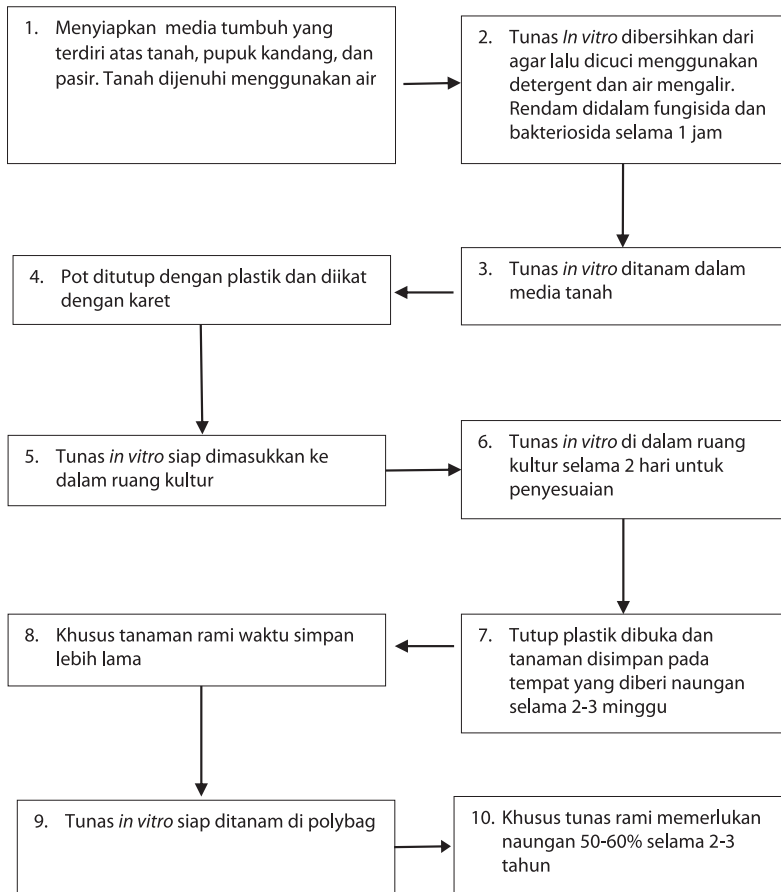 1. Menyiapkan media tumbuh yang
terdiri atas tanah, pupuk kandang, dan
pasir. Tanah dijenuhi menggunakan air
2. Tunas In vitro dibersihkan dari
agar lalu dicuci menggunakan
detergent dan air mengalir.
Rendam didalam fungisida dan
bakteriosida selama 1 jam
3. Tunas in vitro ditanam dalam
media tanah
4. Pot ditutup dengan plastik dan diikat
dengan karet
5. Tunas in vitro siap dimasukkan ke
dalam ruang kultur
6. Tunas in vitro di dalam ruang
kultur selama 2 hari untuk
penyesuaian
7. Tutup plastik dibuka dan
tanaman disimpan pada
tempat yang diberi naungan
selama 2-3 minggu
8. Khusus tanaman rami waktu simpan
lebih lama
9. Tunas in vitro siap ditanam di polybag
10. Khusus tunas rami memerlukan
naungan 50-60% selama 2-3
tahun